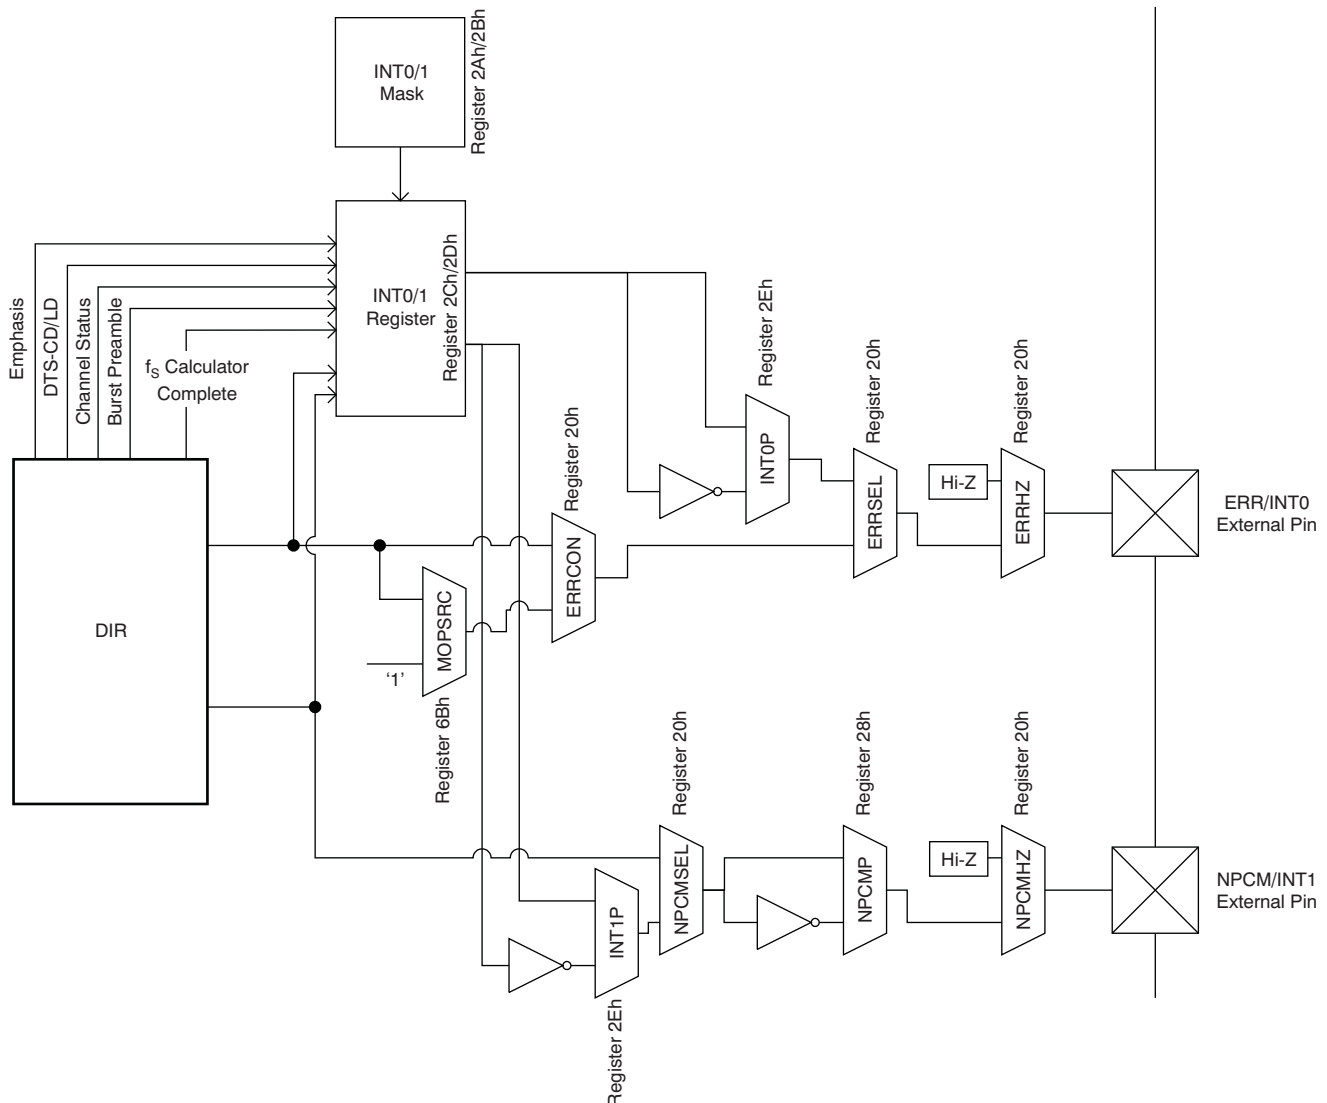 INT0/1
Mask
Register 2Ah/2Bh
INT0/1
Register
Register 2Ch/2Dh
Emphasis
DTS-CD/LD
Channel Status
Burst Preamble
fS Calculator
Complete
DIR
Register 20h
ERRCON
MOPSRC
'1'
Register 6Bh
Register 2Eh
INT0P
Register 20h
ERRSEL
Register 20h
Hi-Z
ERRHZ
ERR/INT0
External Pin
Register 20h
NPCMSEL
INT1P
Register 2Eh
Register 28h
NPCMP
Register 20h
Hi-Z
NPCMHZ
NPCM/INT1
External Pin